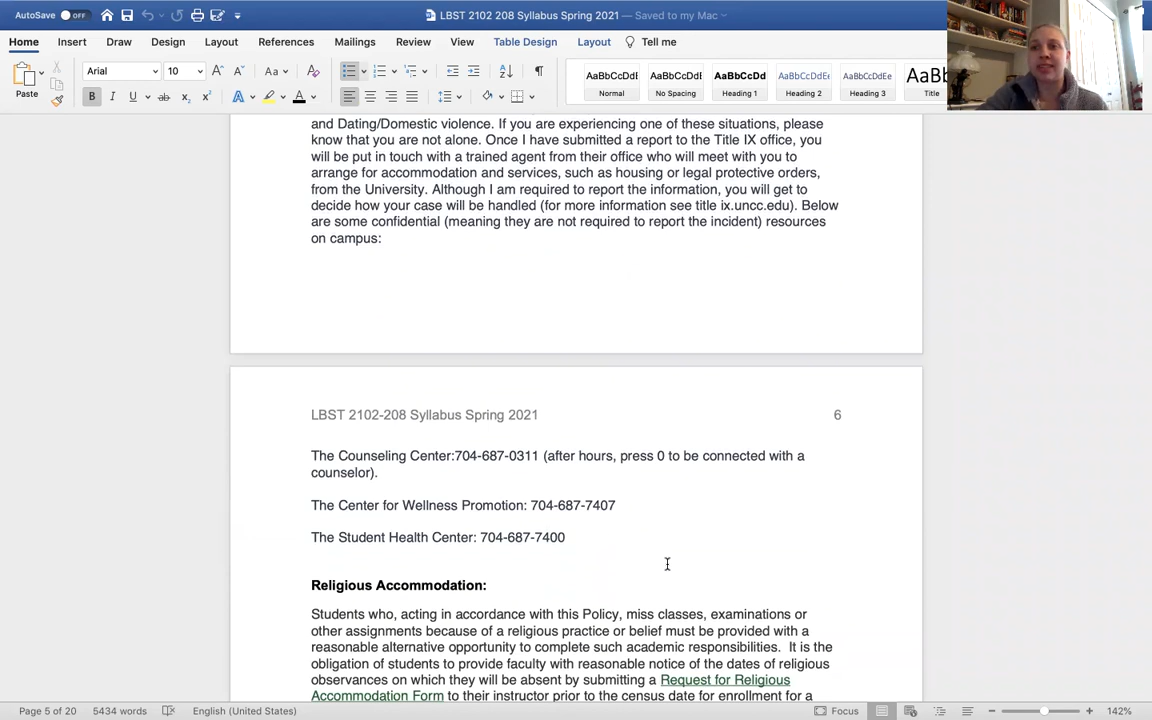 AutoSave OFF LBST 2102 208 Syllabus Spring 2021 — Saved to my Mac
Home Insert Draw Design Layout References Mailings Review View Table Design Layout Tell me
Paste Arial 10 A A Aa A
B I U ab x₂ x² A A
AaBbCcDdE AaBbCcDdE AaBbCcDd AaBbCcDdEe AaBbCcDdEe AaBb
Normal No Spacing Heading 1 Heading 2 Heading 3 Title
and Dating/Domestic violence. If you are experiencing one of these situations, please
know that you are not alone. Once I have submitted a report to the Title IX office, you
will be put in touch with a trained agent from their office who will meet with you to
arrange for accommodation and services, such as housing or legal protective orders,
from the University. Although I am required to report the information, you will get to
decide how your case will be handled (for more information see title ix.uncc.edu). Below
are some confidential (meaning they are not required to report the incident) resources
on campus:
LBST 2102-208 Syllabus Spring 2021 6
The Counseling Center:704-687-0311 (after hours, press 0 to be connected with a
counselor).
The Center for Wellness Promotion: 704-687-7407
The Student Health Center: 704-687-7400
Religious Accommodation:
Students who, acting in accordance with this Policy, miss classes, examinations or
other assignments because of a religious practice or belief must be provided with a
reasonable alternative opportunity to complete such academic responsibilities. It is the
obligation of students to provide faculty with reasonable notice of the dates of religious
observances on which they will be absent by submitting a Request for Religious
Accommodation Form to their instructor prior to the census date for enrollment for a
Page 5 of 20 5434 words English (United States) Focus 142%